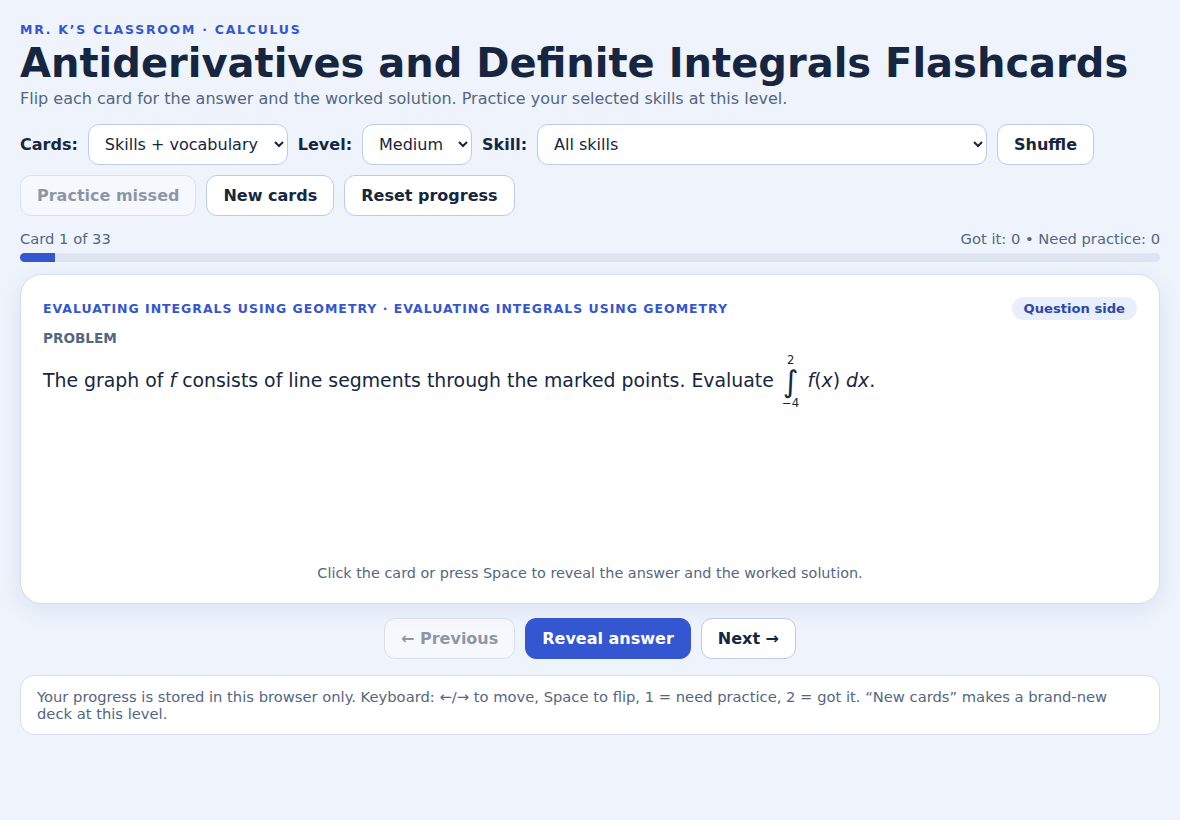 MR. K’S CLASSROOM · CALCULUS
Antiderivatives and Definite Integrals Flashcards
Flip each card for the answer and the worked solution. Practice your selected skills at this level.
Cards: Skills + vocabulary Level: Medium Skill: All skills Shuffle
Practice missed New cards Reset progress
Card 1 of 33 Got it: 0 • Need practice: 0
EVALUATING INTEGRALS USING GEOMETRY · EVALUATING INTEGRALS USING GEOMETRY Question side
PROBLEM
The graph of f consists of line segments through the marked points. Evaluate ∫_{−4}^{2} f(x) dx.
Click the card or press Space to reveal the answer and the worked solution.
← Previous Reveal answer Next →
Your progress is stored in this browser only. Keyboard: ←/→ to move, Space to flip, 1 = need practice, 2 = got it. “New cards” makes a brand-new
deck at this level.